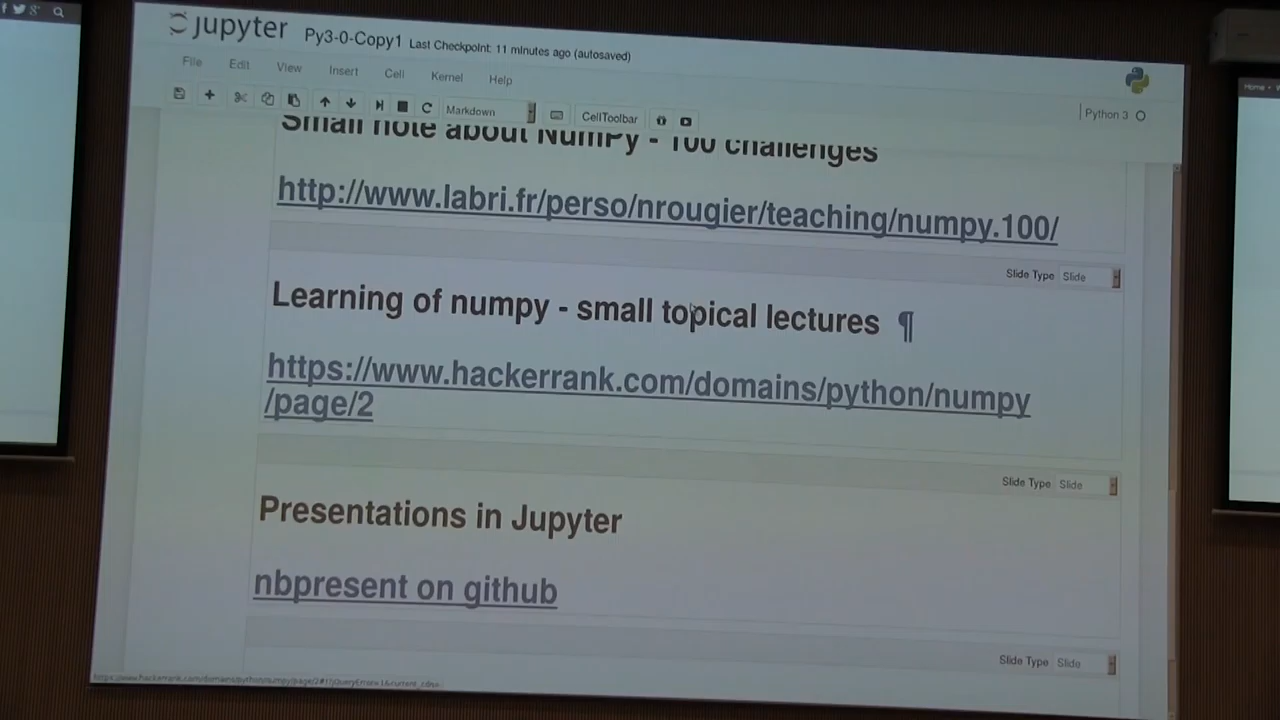 jupyter Py3-0-Copy1 Last Checkpoint: 11 minutes ago (autosaved)
File Edit View Insert Cell Kernel Help
Python 3
Markdown CellToolbar
Small note about NumPy - 100 challenges
http://www.labri.fr/perso/nrougier/teaching/numpy.100/
Slide Type Slide
Learning of numpy - small topical lectures ¶
https://www.hackerrank.com/domains/python/numpy
/page/2
Slide Type Slide
Presentations in Jupyter
nbpresent on github
Slide Type Slide
Home